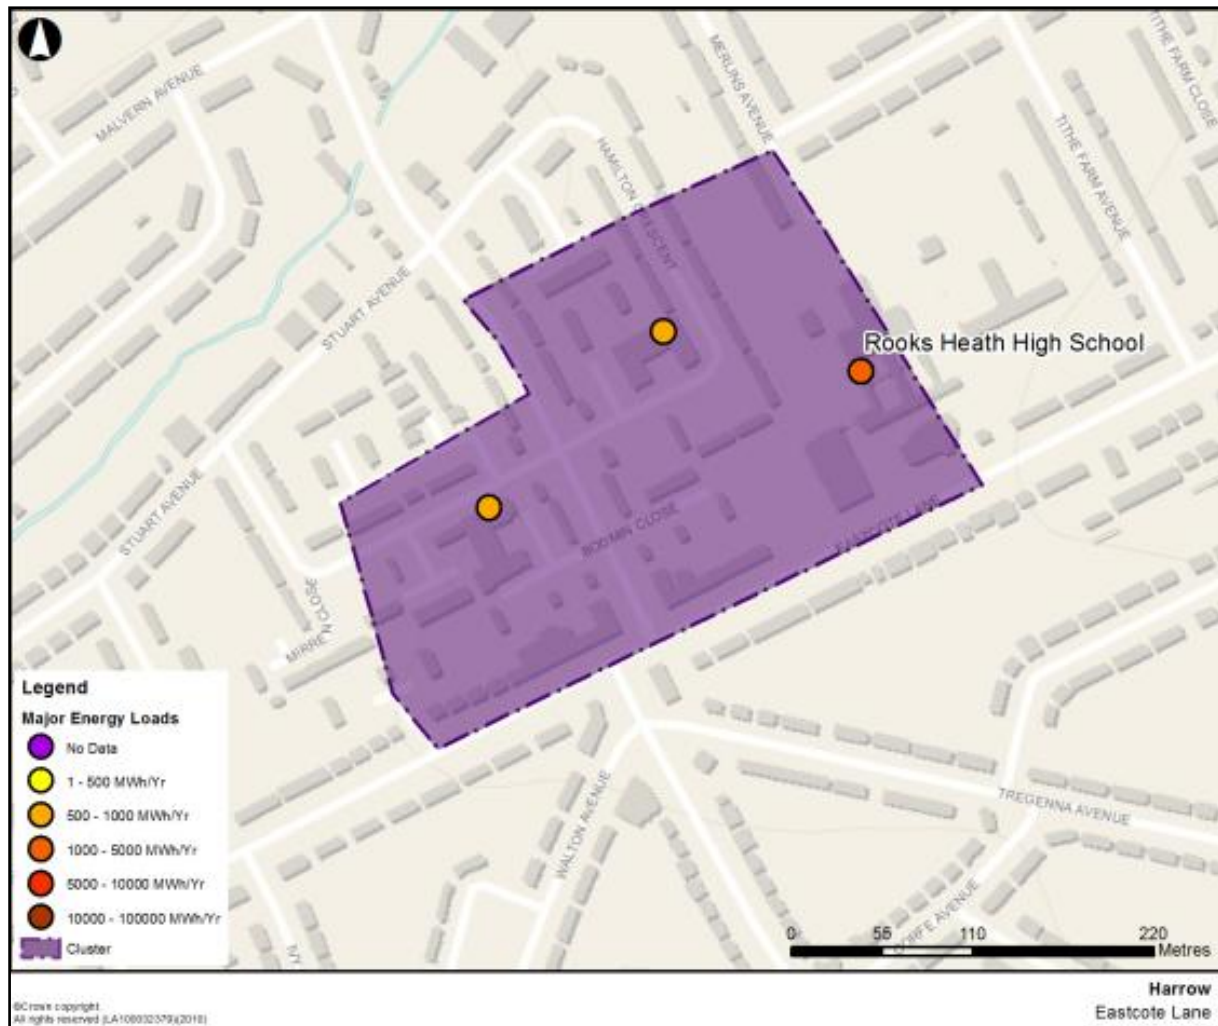 MALVERN AVENUE
MERLINS AVENUE
TITHE FARM CLOSE
TITHE FARM AVENUE
HAMILTON CRESCENT
STUART AVENUE
Rooks Heath High School
STUART AVENUE
BODMIN CLOSE
EASTCOTE LANE
MIRREN CLOSE
WALTON AVENUE
TREGENNA AVENUE
Legend
Major Energy Loads
No Data
1 - 500 MWh/Yr
500 - 1000 MWh/Yr
1000 - 5000 MWh/Yr
5000 - 10000 MWh/Yr
10000 - 100000 MWh/Yr
Cluster
0 55 110 220
Metres
Harrow
Eastcote Lane
©Crown copyright
All rights reserved (LA100032379)(2010)